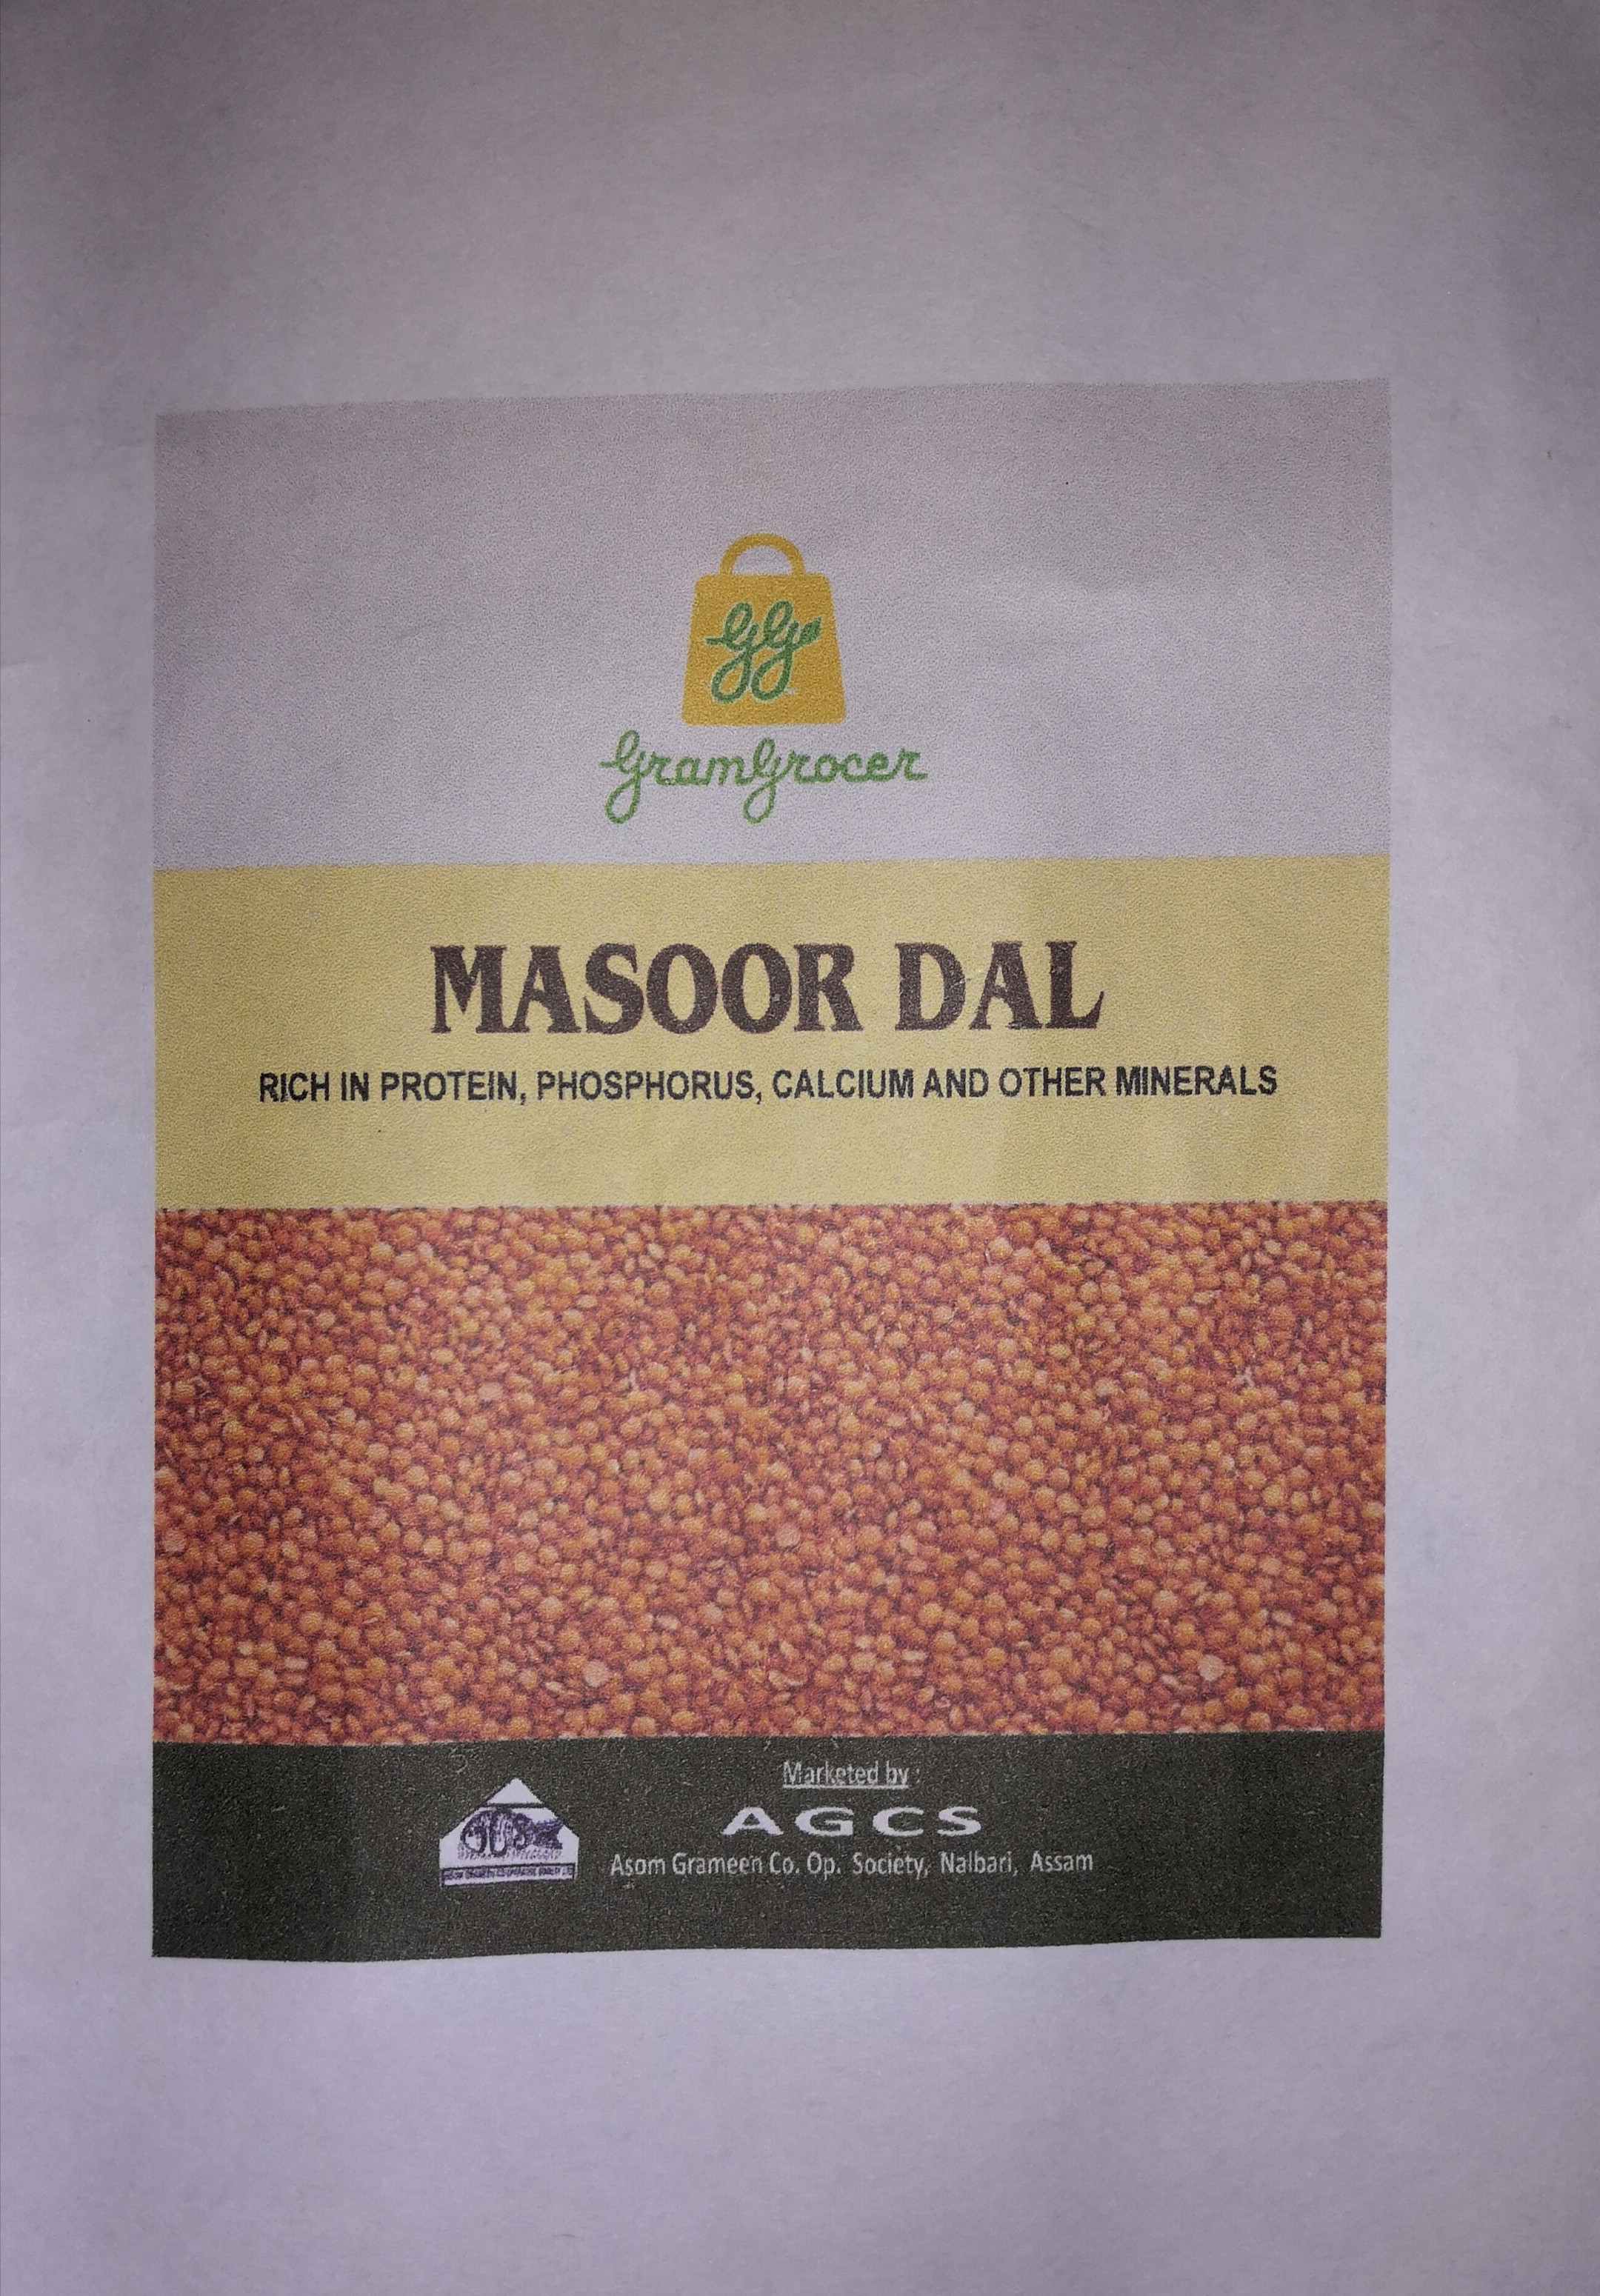 GG
GramGrocer
MASOOR DAL
RICH IN PROTEIN, PHOSPHORUS, CALCIUM AND OTHER MINERALS
Marketed by :
AGCS
Asom Grameen Co. Op. Society, Nalbari, Assam